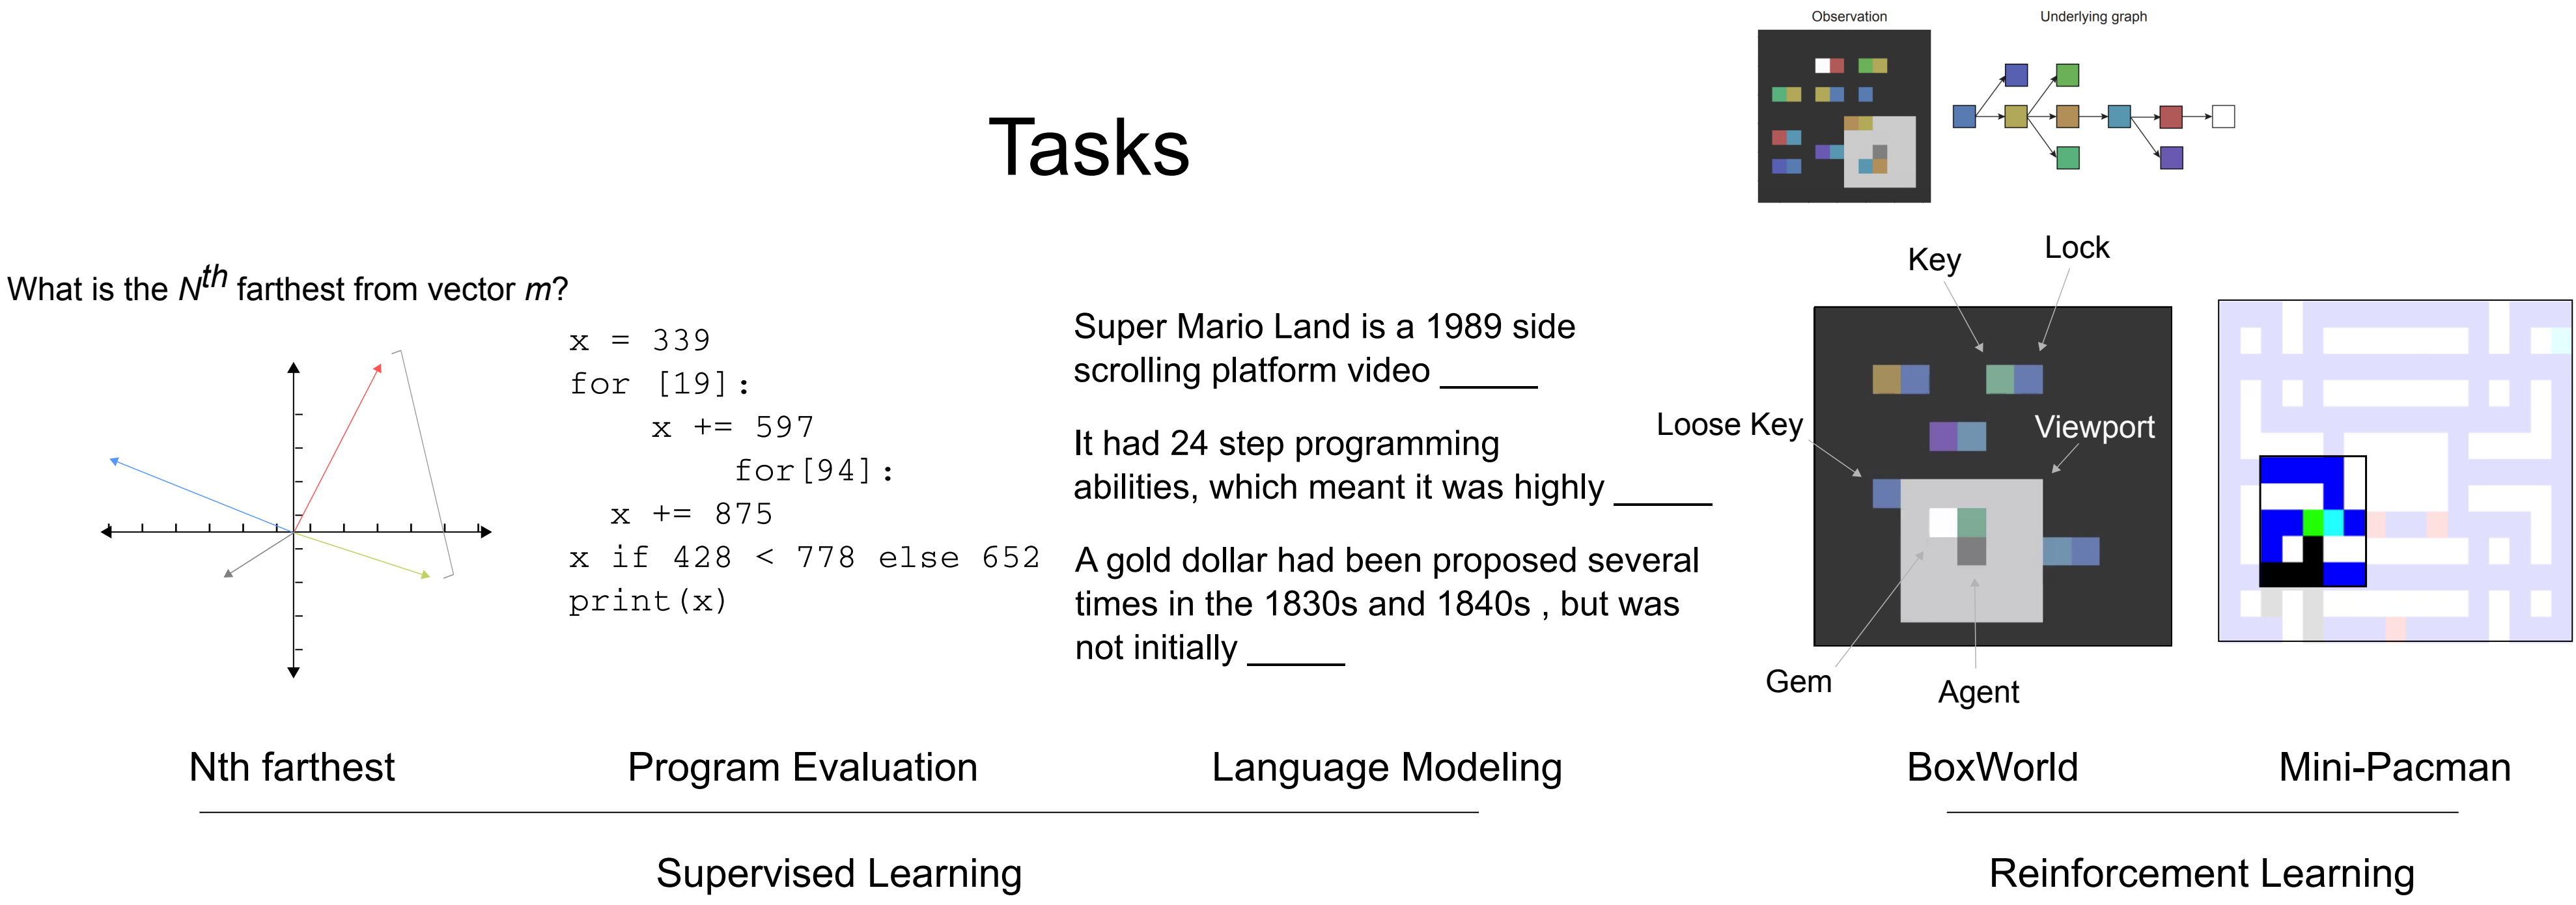 Observation
Underlying graph
Tasks
What is the Nth farthest from vector m?
x = 339
for [19]:
x += 597
for[94]:
x += 875
x if 428 < 778 else 652
print(x)
Super Mario Land is a 1989 side
scrolling platform video _____
It had 24 step programming
abilities, which meant it was highly _____
A gold dollar had been proposed several
times in the 1830s and 1840s , but was
not initially _____
Key
Lock
Loose Key
Viewport
Gem
Agent
Nth farthest
Program Evaluation
Language Modeling
BoxWorld
Mini-Pacman
Supervised Learning
Reinforcement Learning